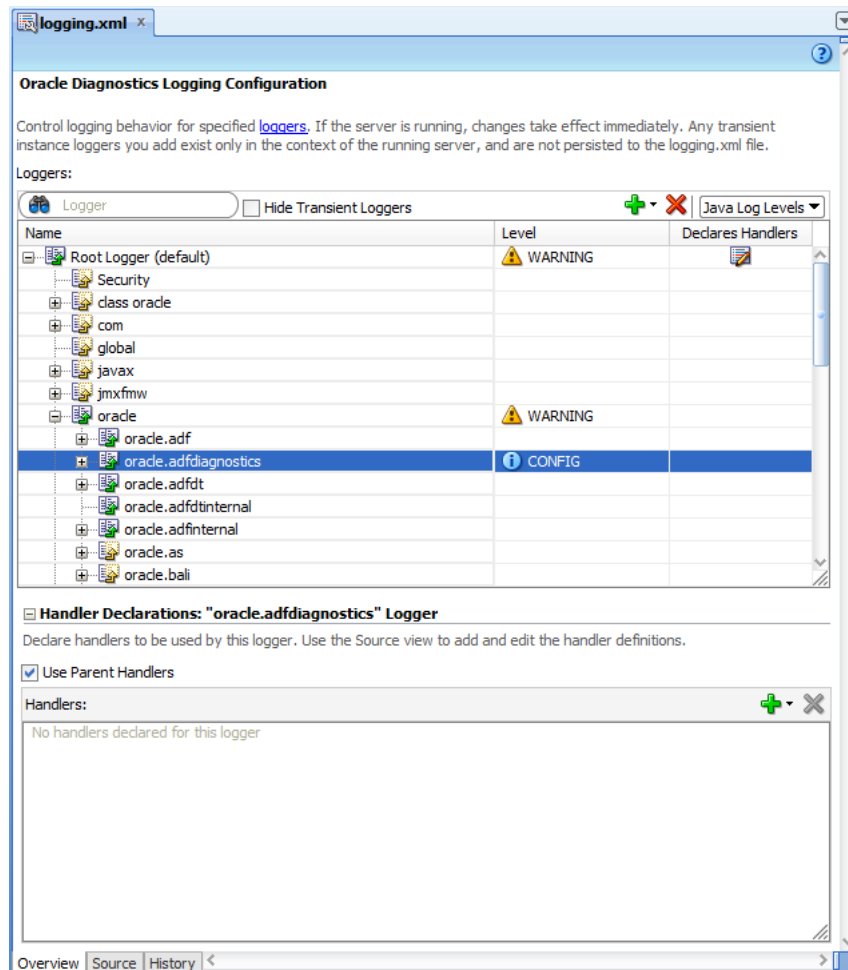 logging.xml x
?
Oracle Diagnostics Logging Configuration
Control logging behavior for specified loggers. If the server is running, changes take effect immediately. Any transient
instance loggers you add exist only in the context of the running server, and are not persisted to the logging.xml file.
Loggers:
Logger Hide Transient Loggers Java Log Levels
Name Level Declares Handlers
Root Logger (default) WARNING
Security
class oracle
com
global
javax
jmxfmw
oracle WARNING
oracle.adf
oracle.adfdiagnostics CONFIG
oracle.adfdt
oracle.adfdtinternal
oracle.adfinternal
oracle.as
oracle.bali
Handler Declarations: "oracle.adfdiagnostics" Logger
Declare handlers to be used by this logger. Use the Source view to add and edit the handler definitions.
Use Parent Handlers
Handlers:
No handlers declared for this logger
Overview Source History